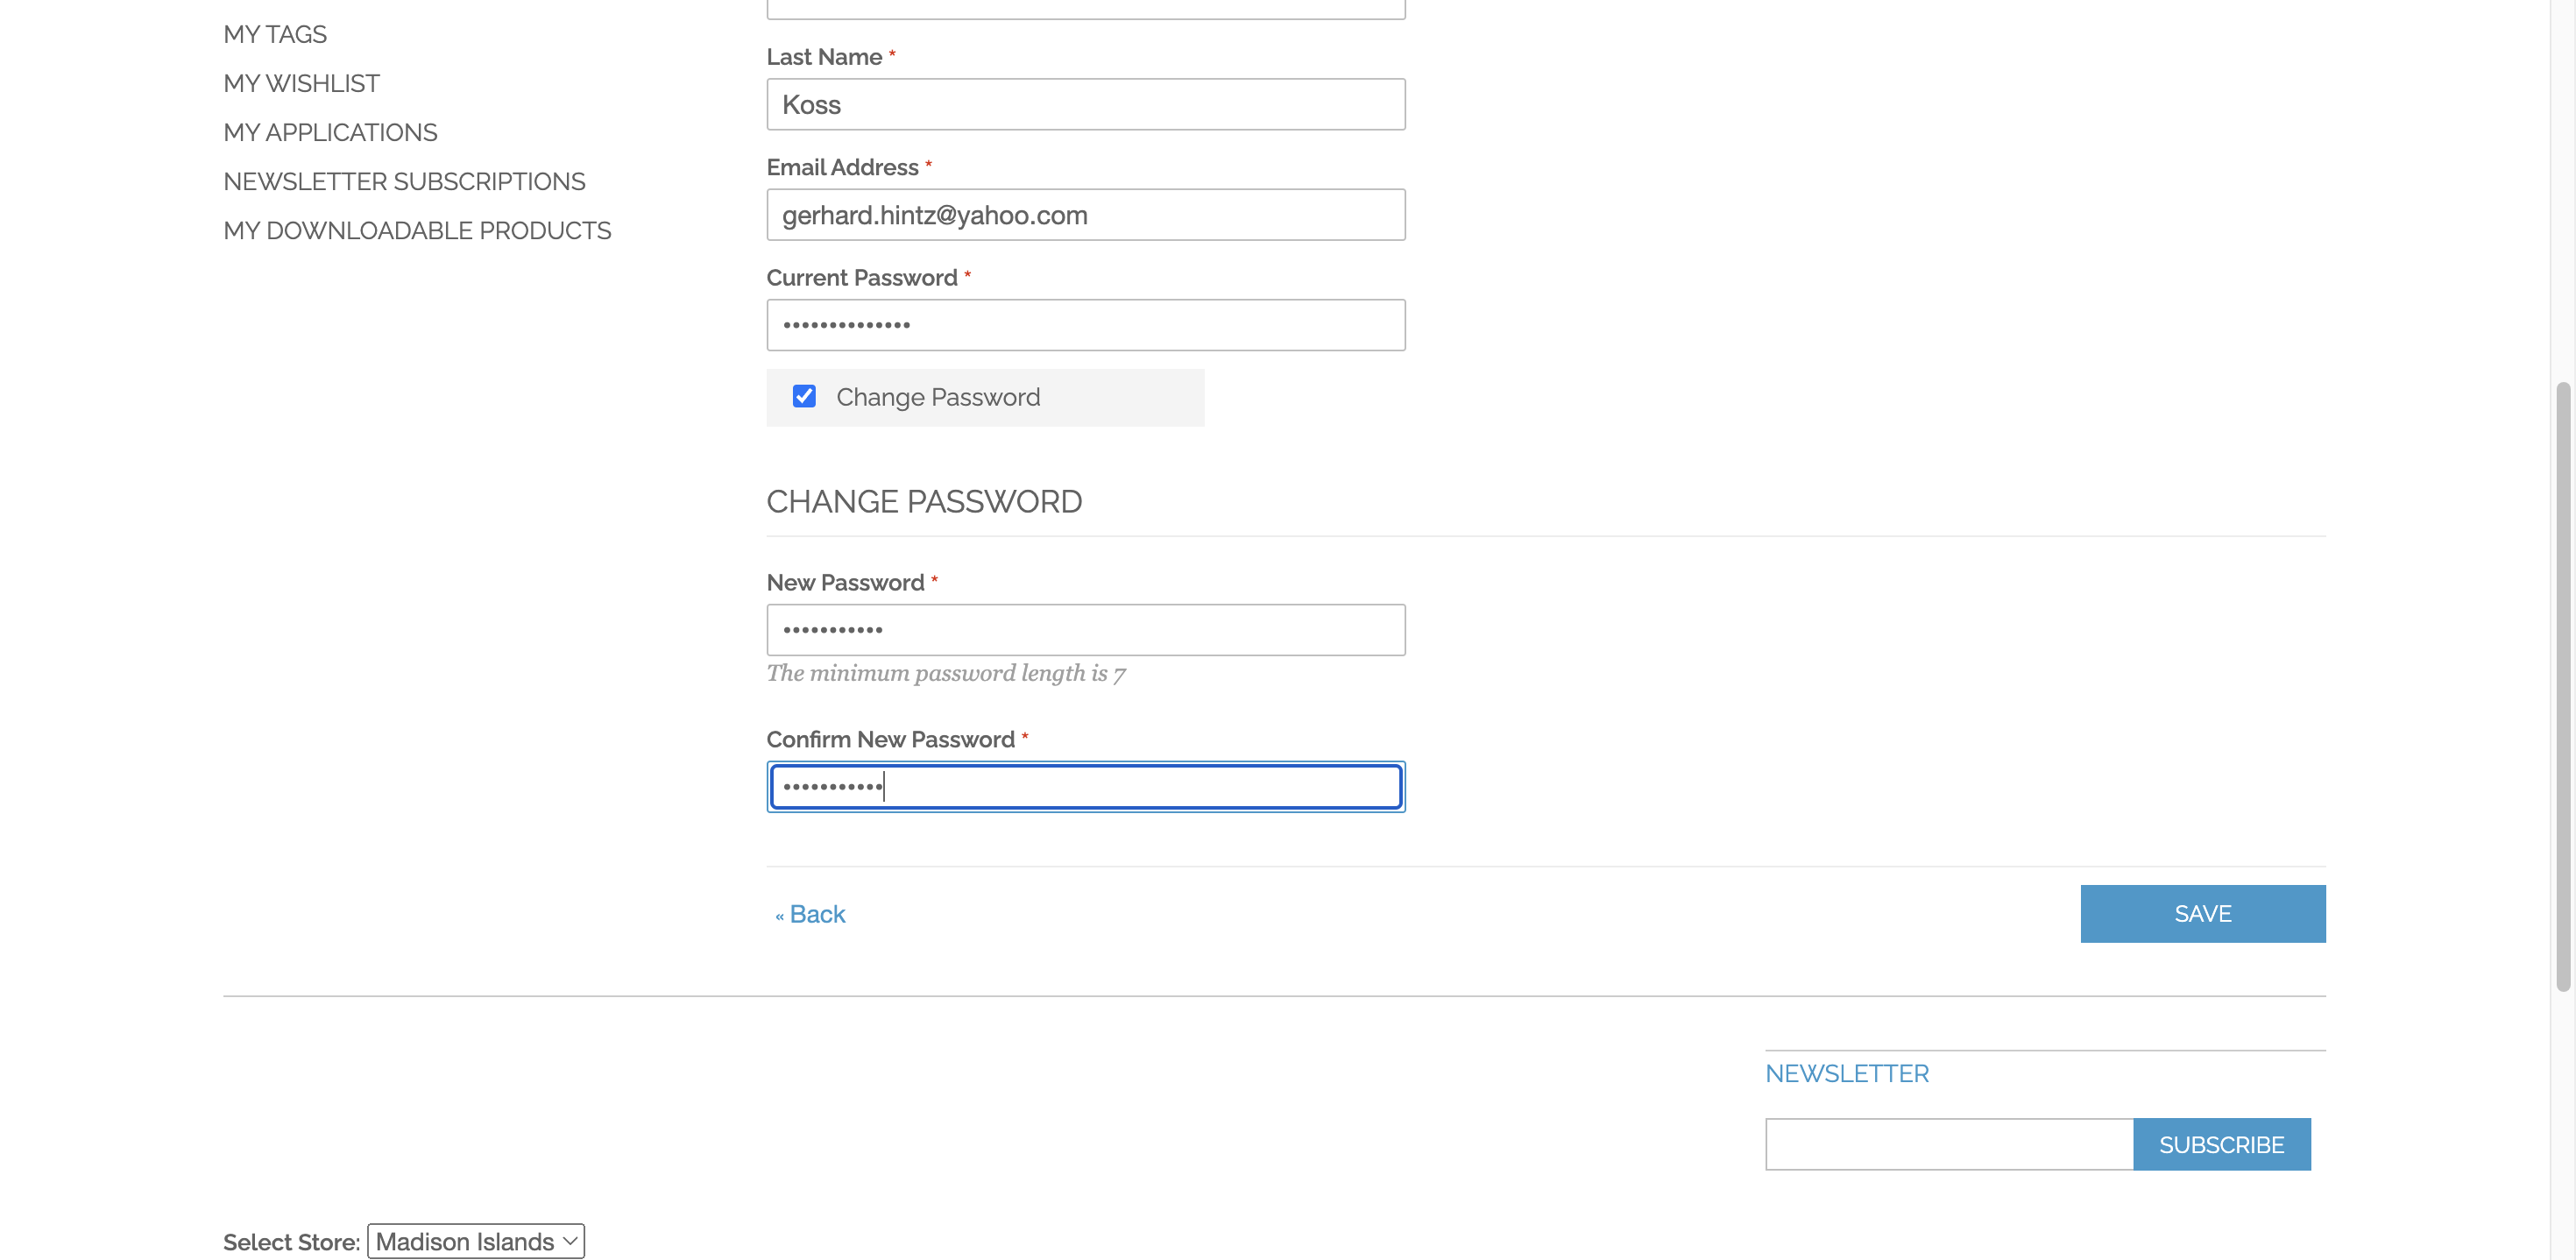 MY TAGS
MY WISHLIST
MY APPLICATIONS
NEWSLETTER SUBSCRIPTIONS
MY DOWNLOADABLE PRODUCTS
Last Name *
Koss
Email Address *
gerhard.hintz@yahoo.com
Current Password *
••••••••••••••
Change Password
CHANGE PASSWORD
New Password *
•••••••••••
The minimum password length is 7
Confirm New Password *
•••••••••••
« Back
SAVE
NEWSLETTER
SUBSCRIBE
Select Store: Madison Islands